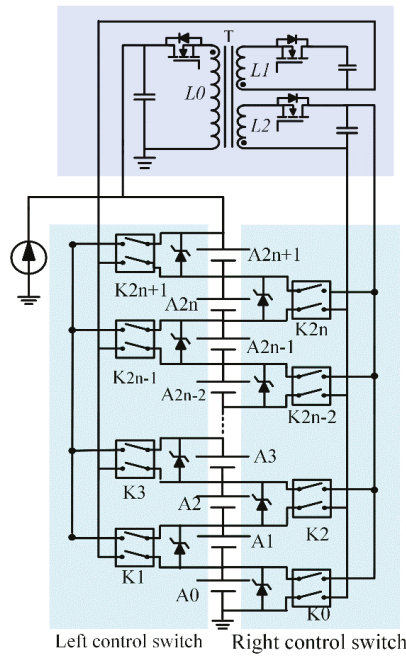 T
L0
L1
L2
A2n+1
K2n+1
A2n
K2n
A2n-1
K2n-1
A2n-2
K2n-2
A3
K3
A2
K2
A1
K1
A0
K0
Left control switch
Right control switch